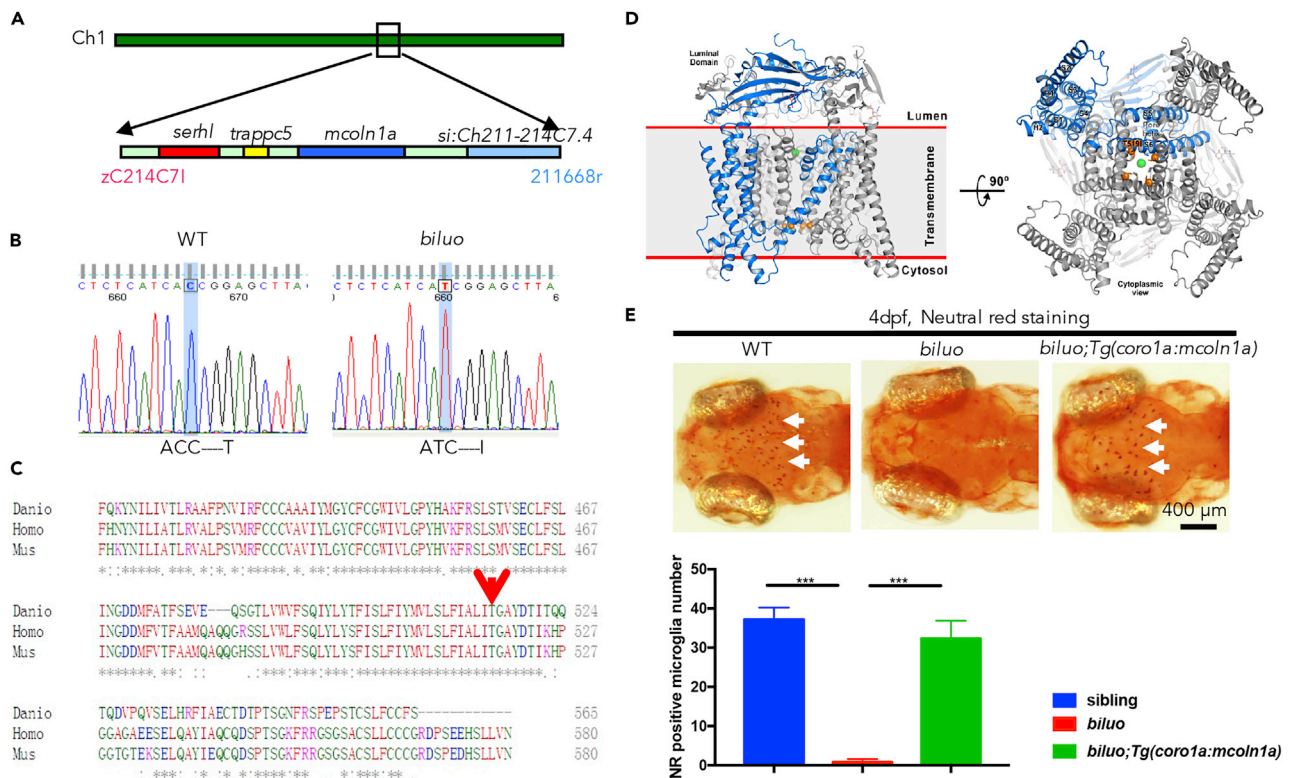 A
Ch1
serhl trappc5 mcoln1a si:Ch211-214C7.4
zC214C7I 211668r
B
WT biluo
CTCTCATCACCGGAGCTTA
660 670
CTCTCATCATCGGAGCTTA
660 6
ACC----T ATC----I
C
Danio FQKYNILIVTLRAAFPNVIRFCCCAAAIYMGYCFCGWIVLGPYHAKFRSLSTVSECLFSL 467
Homo FHNYNILIATLRVALPSVMRFCCCVAVIYLGYCFCGWIVLGPYHVKFRSLSMVSECLFSL 467
Mus FHKYNILIATLRVALPSVMRFCCCVAVIYLGYCFCGWIVLGPYHVKFRSLSMVSECLFSL 467
Danio INGDDMFATFSEVE---QSGTLVWVFSQIYLYTFISLFIYMVLSLFIALITGAYDTITQQ 524
Homo INGDDMFVTFAAMQAQQGRSSLVWLFSQLYLYSFISLFIYMVLSLFIALITGAYDTIKHP 527
Mus INGDDMFVTFAAMQAQQGHSSLVWLFSQLYLYSFISLFIYMVLSLFIALITGAYDTIKHP 527
Danio TQDVPQVSELHRFIAECTDTPTSGNFRSPEPSTCSLFCCFS------------ 565
Homo GGAGAEESELQAYIAQCQDSPTSGKFRRGSGSACSLLCCCGRDPSEEHSLLVN 580
Mus GGTGTEKSELQAYIEQCQDSPTSGKFRRGSGSACSLFCCCGRDPSEEHSLLVN 580
D
Luminal
Domain
Lumen
Transmembrane
Cytosol
90°
T519I
Cytoplasmic
view
E
4dpf, Neutral red staining
WT biluo biluo;Tg(coro1a:mcoln1a)
400 μm
NR positive microglia number
50
40
30
20
10
0
*** ***
sibling
biluo
biluo;Tg(coro1a:mcoln1a)